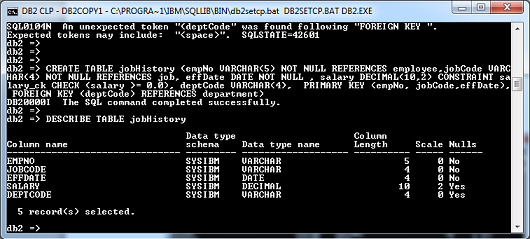 DB2 CLP - DB2COPY1 - C:\PROGRA~1\IBM\SQLLIB\BIN\db2setcp.bat DB2SETCP.BAT DB2.EXE
SQL0104N  An unexpected token "(deptCode" was found following "FOREIGN KEY ".
Expected tokens may include:  "<space>".  SQLSTATE=42601
db2 =>
db2 =>
db2 =>
db2 => CREATE TABLE jobHistory (empNo VARCHAR(5) NOT NULL REFERENCES employee,jobCode VARC
HAR(4) NOT NULL REFERENCES job, effDate DATE NOT NULL , salary DECIMAL(10,2) CONSTRAINT sa
lary_ck CHECK (salary >= 0.0), deptCode VARCHAR(4),  PRIMARY KEY (empNo, jobCode,effDate),
 FOREIGN KEY (deptCode) REFERENCES department)
DB20000I  The SQL command completed successfully.
db2 =>
db2 => DESCRIBE TABLE jobHistory
Data type Column
Column name schema Data type name Length Scale Nulls
EMPNO SYSIBM VARCHAR 5 0 No
JOBCODE SYSIBM VARCHAR 4 0 No
EFFDATE SYSIBM DATE 4 0 No
SALARY SYSIBM DECIMAL 10 2 Yes
DEPTCODE SYSIBM VARCHAR 4 0 Yes
5 record(s) selected.
db2 =>